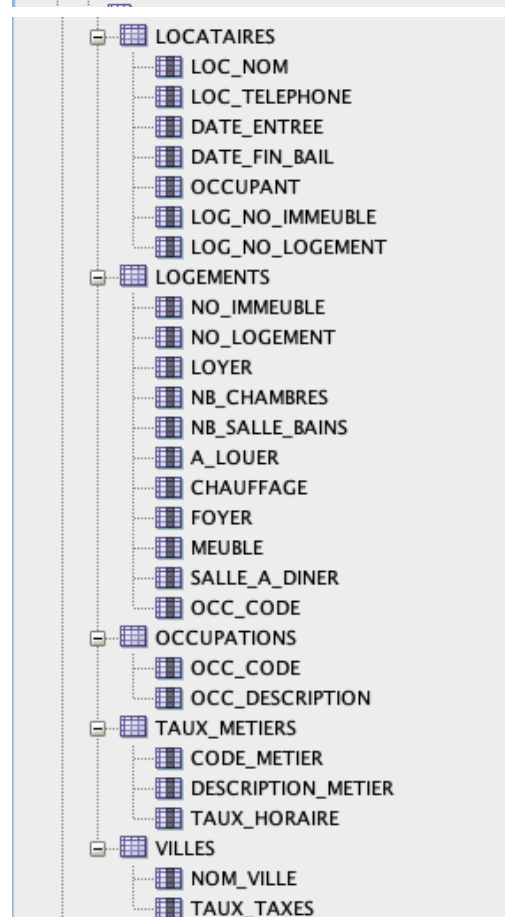 LOCATAIRES
LOC_NOM
LOC_TELEPHONE
DATE_ENTREE
DATE_FIN_BAIL
OCCUPANT
LOG_NO_IMMEUBLE
LOG_NO_LOGEMENT
LOGEMENTS
NO_IMMEUBLE
NO_LOGEMENT
LOYER
NB_CHAMBRES
NB_SALLE_BAINS
A_LOUER
CHAUFFAGE
FOYER
MEUBLE
SALLE_A_DINER
OCC_CODE
OCCUPATIONS
OCC_CODE
OCC_DESCRIPTION
TAUX_METIERS
CODE_METIER
DESCRIPTION_METIER
TAUX_HORAIRE
VILLES
NOM_VILLE
TAUX_TAXES